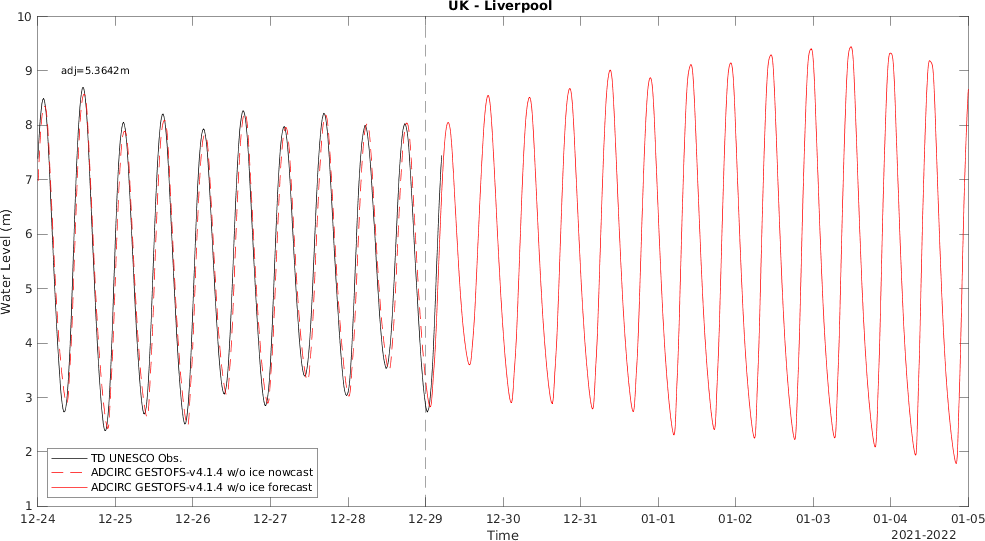 UK - Liverpool
10
9
8
7
6
5
4
3
2
1
Water Level (m)
adj=5.3642m
TD UNESCO Obs.
ADCIRC GESTOFS-v4.1.4 w/o ice nowcast
ADCIRC GESTOFS-v4.1.4 w/o ice forecast
12-24 12-25 12-26 12-27 12-28 12-29 12-30 12-31 01-01 01-02 01-03 01-04 01-05
Time
2021-2022